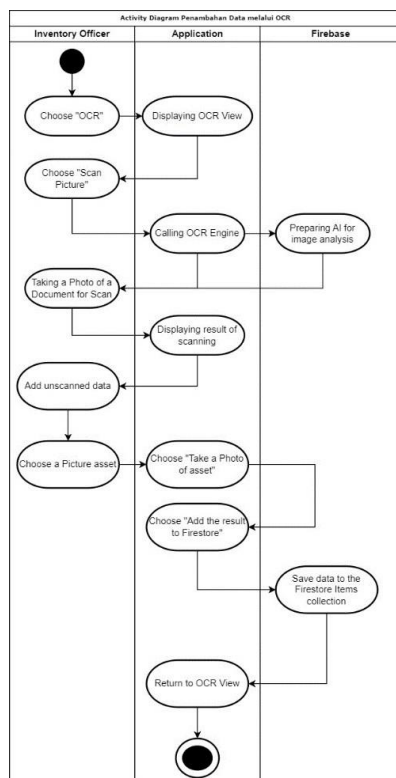 Activity Diagram Penambahan Data melalui OCR
Inventory Officer
Application
Firebase
Choose "OCR"
Displaying OCR View
Choose "Scan
Picture"
Calling OCR Engine
Preparing AI for
image analysis
Taking a Photo of a
Document for Scan
Displaying result of
scanning
Add unscanned data
Choose a Picture asset
Choose "Take a Photo
of asset"
Choose "Add the result
to Firestore"
Save data to the
Firestore Items
collection
Return to OCR View